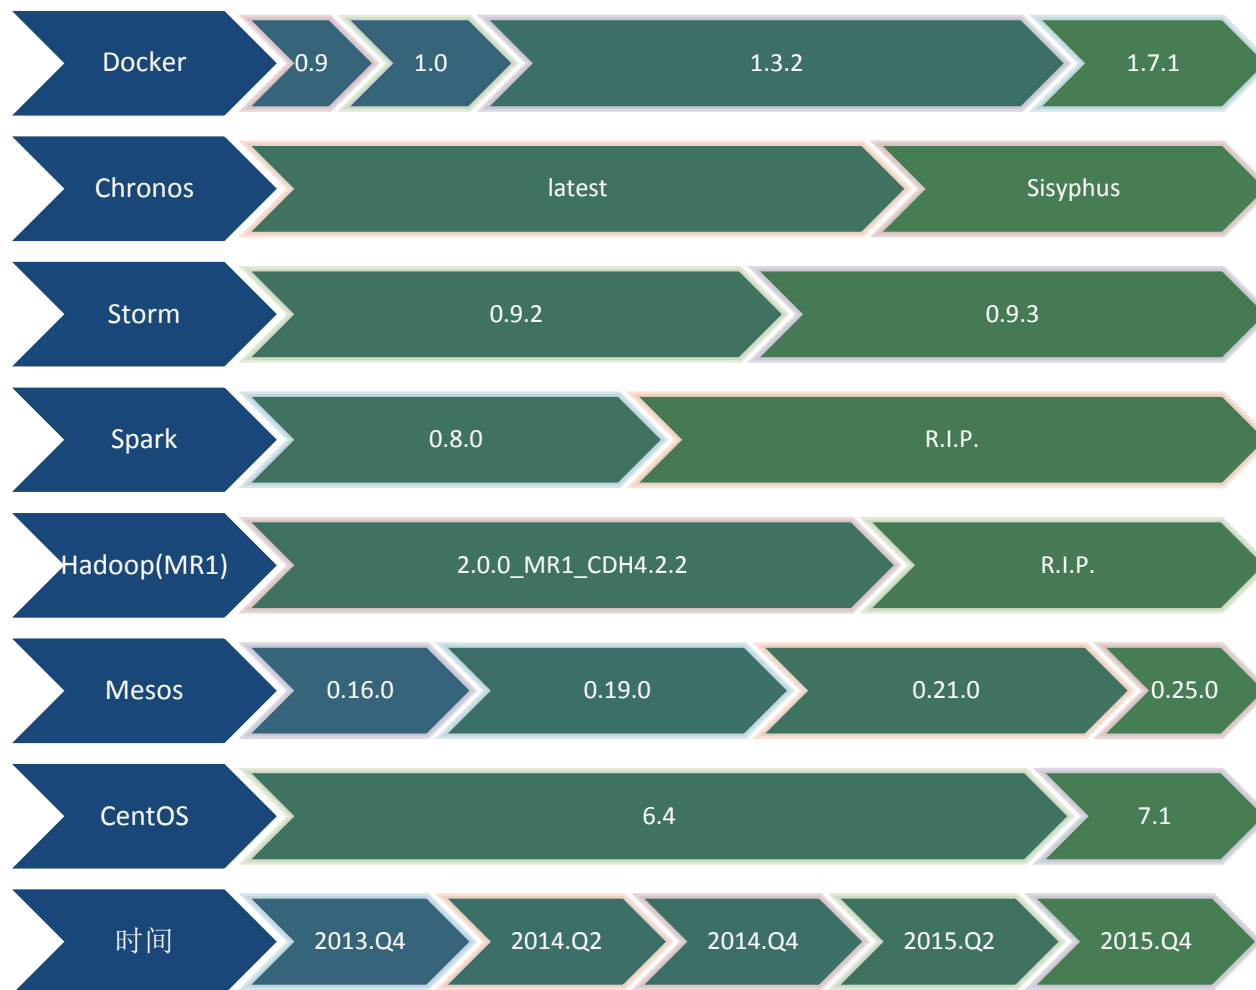 Docker 0.9 1.0 1.3.2 1.7.1
Chronos latest Sisyphus
Storm 0.9.2 0.9.3
Spark 0.8.0 R.I.P.
Hadoop(MR1) 2.0.0_MR1_CDH4.2.2 R.I.P.
Mesos 0.16.0 0.19.0 0.21.0 0.25.0
CentOS 6.4 7.1
时间 2013.Q4 2014.Q2 2014.Q4 2015.Q2 2015.Q4